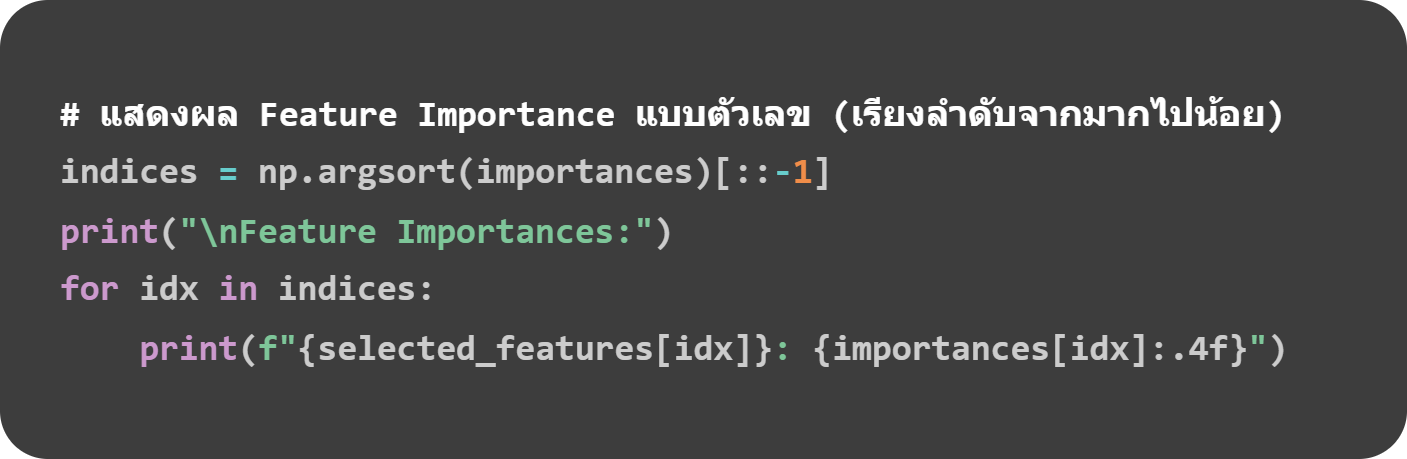 # แสดงผล Feature Importance แบบตัวเลข (เรียงลำดับจากมากไปน้อย)
indices = np.argsort(importances)[::-1]
print("\nFeature Importances:")
for idx in indices:
    print(f"{selected_features[idx]}: {importances[idx]:.4f}")